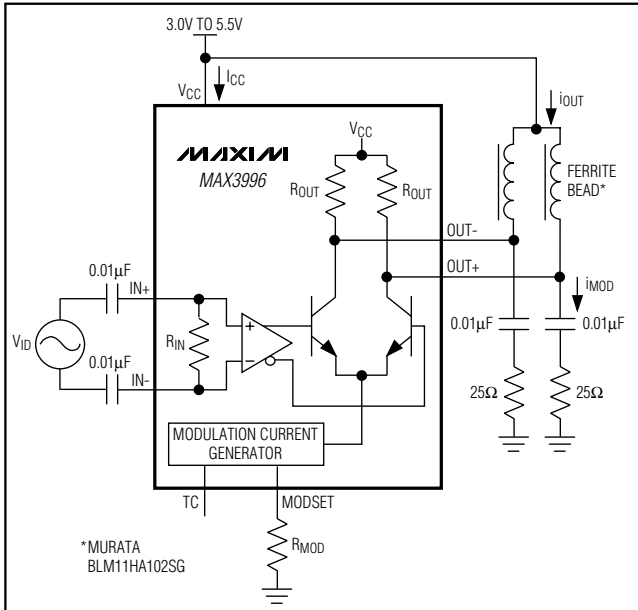 3.0V TO 5.5V
VCC
ICC
MAXIM
MAX3996
VCC
ROUT
ROUT
iOUT
FERRITE
BEAD*
OUT-
OUT+
iMOD
0.01μF
IN+
VID
RIN
+
−
0.01μF
IN-
0.01μF
0.01μF
25Ω
25Ω
MODULATION CURRENT
GENERATOR
TC
MODSET
RMOD
*MURATA
BLM11HA102SG